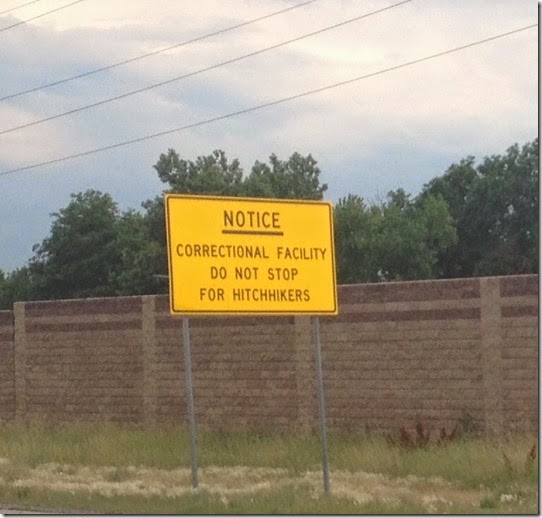 NOTICE
CORRECTIONAL FACILITY
DO NOT STOP
FOR HITCHHIKERS